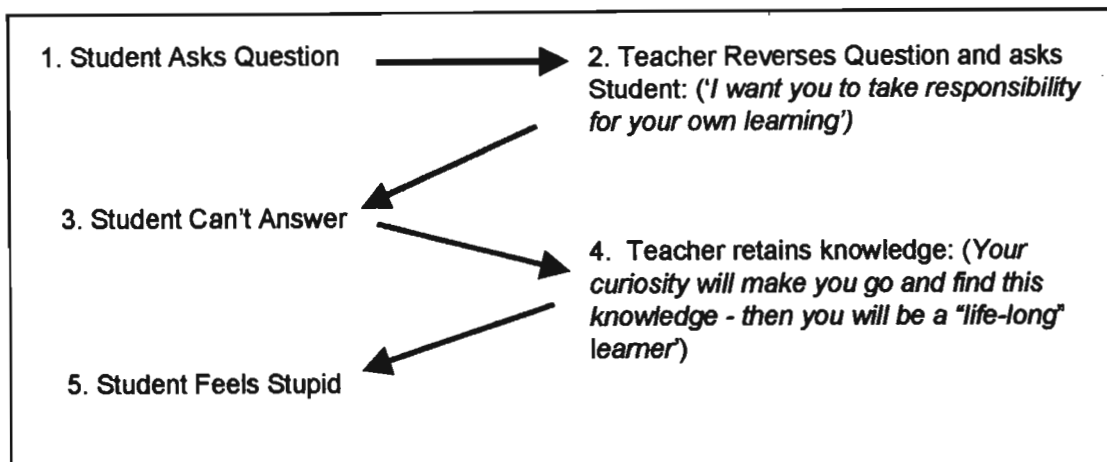 1. Student Asks Question
2. Teacher Reverses Question and asks
Student: ('I want you to take responsibility
for your own learning')
3. Student Can't Answer
4. Teacher retains knowledge: (Your
curiosity will make you go and find this
knowledge - then you will be a "life-long"
learner')
5. Student Feels Stupid